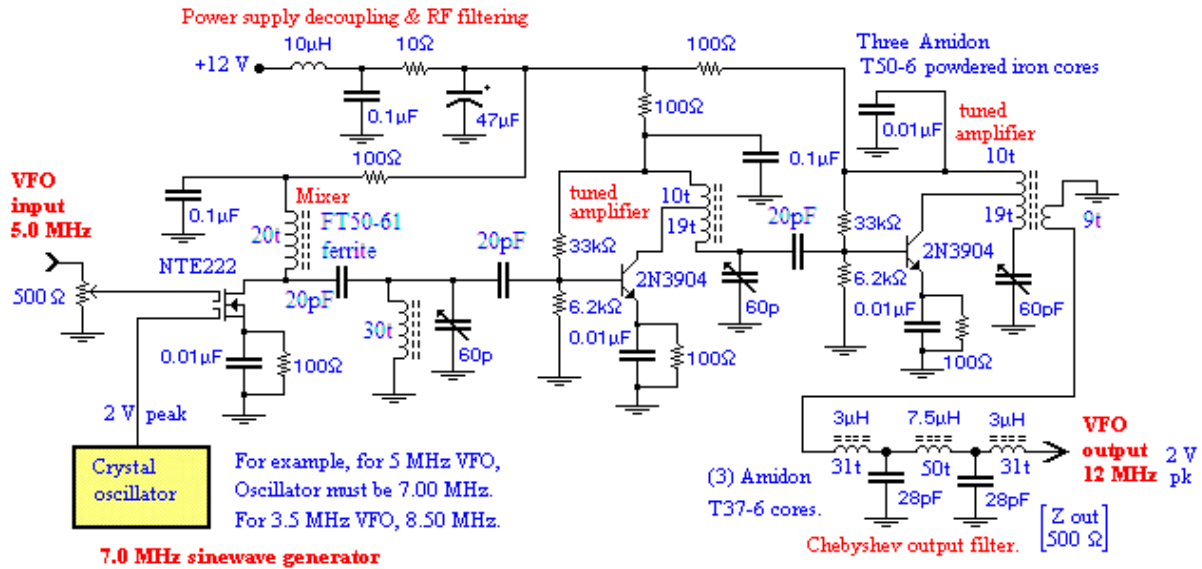 Power supply decoupling & RF filtering
10µH
10Ω
100Ω
Three Amidon
T50-6 powdered iron cores
+12 V
0.1µF
47µF
+
100Ω
0.01µF
tuned
amplifier
100Ω
0.1µF
10t
VFO
input
5.0 MHz
0.1µF
Mixer
20t
FT50-61
ferrite
tuned
amplifier
10t
19t
20pF
19t
9t
20pF
33kΩ
33kΩ
NTE222
2N3904
2N3904
500 Ω
20pF
6.2kΩ
60p
6.2kΩ
60pF
30t
0.01µF
0.01µF
60p
0.01µF
100Ω
100Ω
100Ω
2 V peak
3µH
7.5µH
3µH
VFO
output
12 MHz
2 V
pk
Crystal
oscillator
For example, for 5 MHz VFO,
Oscillator must be 7.00 MHz.
For 3.5 MHz VFO, 8.50 MHz.
(3) Amidon
T37-6 cores.
31t
50t
31t
28pF
28pF
Z out
500 Ω
Chebyshev output filter.
7.0 MHz sinewave generator